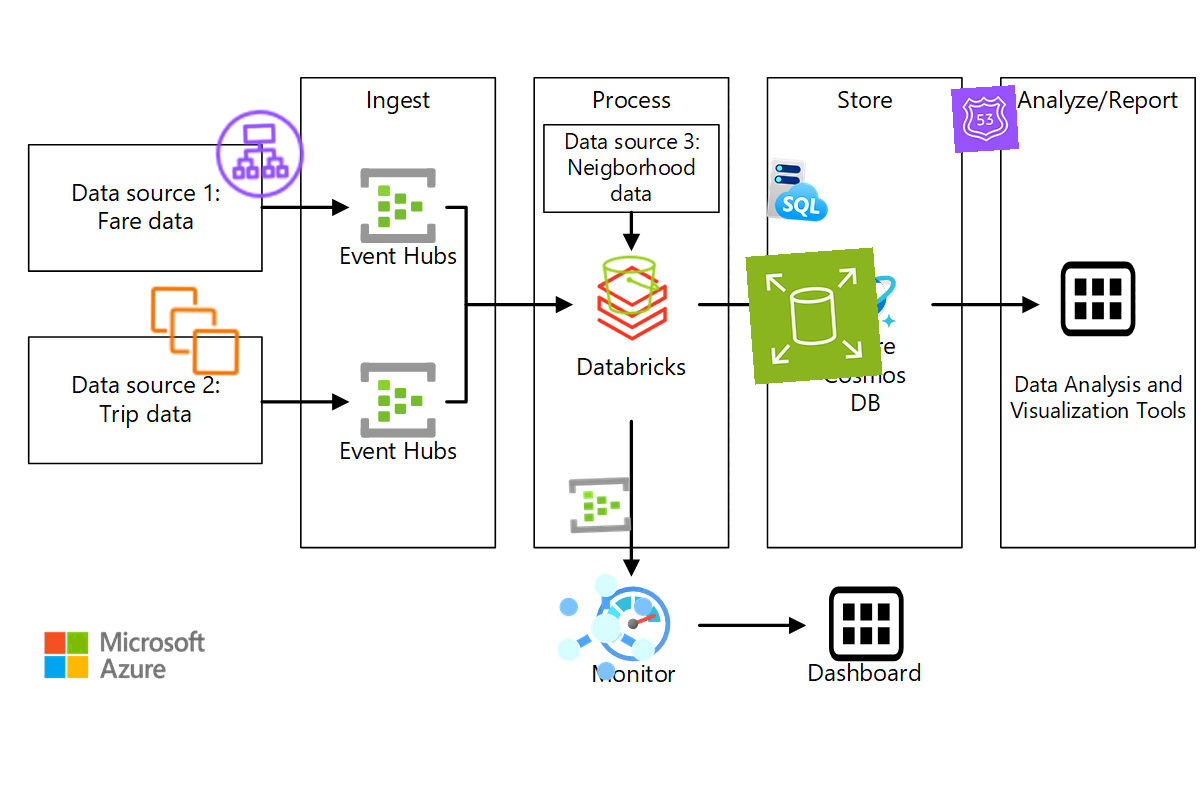 Ingest
Process
Store
Analyze/Report
53
Data source 1:
Fare data
Event Hubs
Data source 3:
Neigborhood
data
SQL
Databricks
Data source 2:
Trip data
Event Hubs
Cosmos
DB
Data Analysis and
Visualization Tools
Microsoft
Azure
Monitor
Dashboard